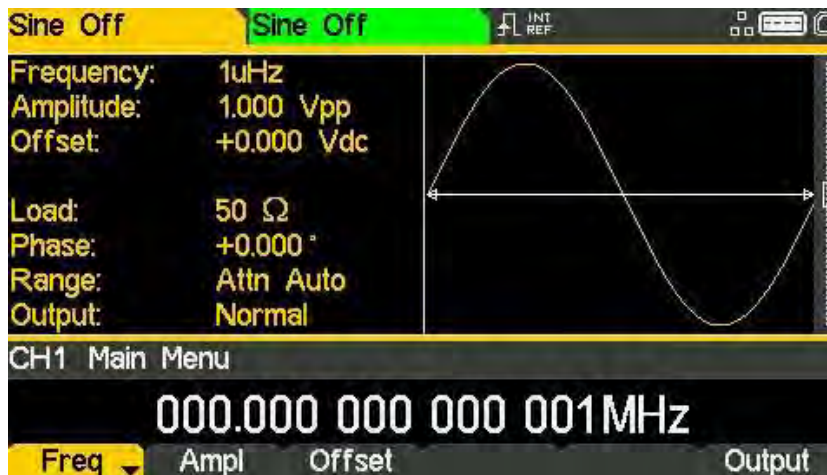 Sine Off Sine Off INT REF
Frequency: 1uHz
Amplitude: 1.000 Vpp
Offset: +0.000 Vdc
Load: 50 Ω
Phase: +0.000 °
Range: Attn Auto
Output: Normal
CH1 Main Menu
000.000 000 000 001MHz
Freq Ampl Offset Output